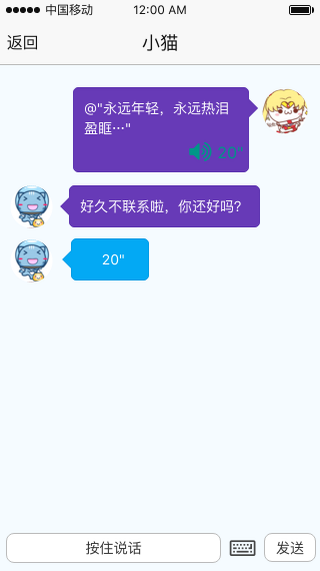 中国移动 12:00 AM
返回 小猫
@"永远年轻，永远热泪
盈眶…"
20"
好久不联系啦，你还好吗?
20"
按住说话 发送